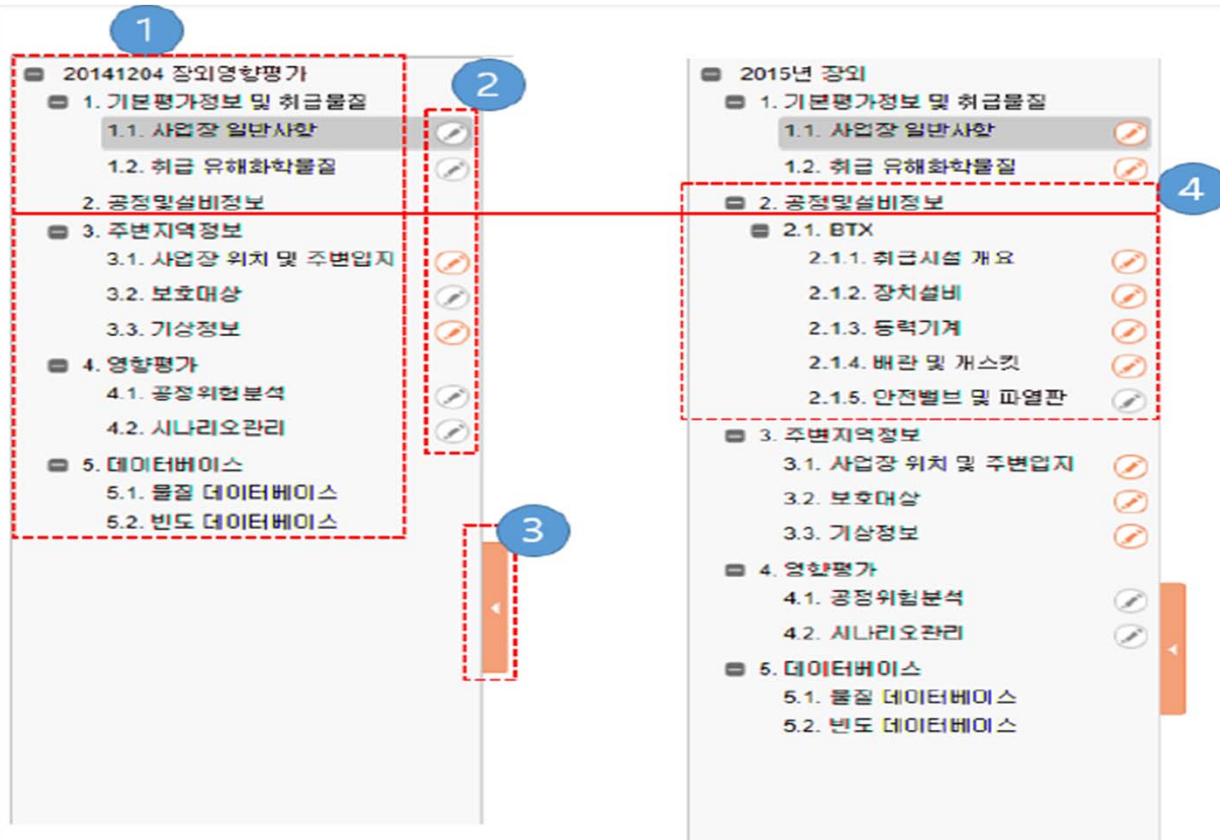 1
20141204 장외영향평가
1. 기본평가정보 및 취급물질
1.1. 사업장 일반사항
1.2. 취급 유해화학물질
2. 공정및설비정보
3. 주변지역정보
3.1. 사업장 위치 및 주변입지
3.2. 보호대상
3.3. 기상정보
4. 영향평가
4.1. 공정위험분석
4.2. 시나리오관리
5. 데이터베이스
5.1. 물질 데이터베이스
5.2. 빈도 데이터베이스
2
3
2015년 장외
1. 기본평가정보 및 취급물질
1.1. 사업장 일반사항
1.2. 취급 유해화학물질
4
2. 공정및설비정보
2.1. BTX
2.1.1. 취급시설 개요
2.1.2. 장치설비
2.1.3. 동력기계
2.1.4. 배관 및 개스킷
2.1.5. 안전밸브 및 파열판
3. 주변지역정보
3.1. 사업장 위치 및 주변입지
3.2. 보호대상
3.3. 기상정보
4. 영향평가
4.1. 공정위험분석
4.2. 시나리오관리
5. 데이터베이스
5.1. 물질 데이터베이스
5.2. 빈도 데이터베이스